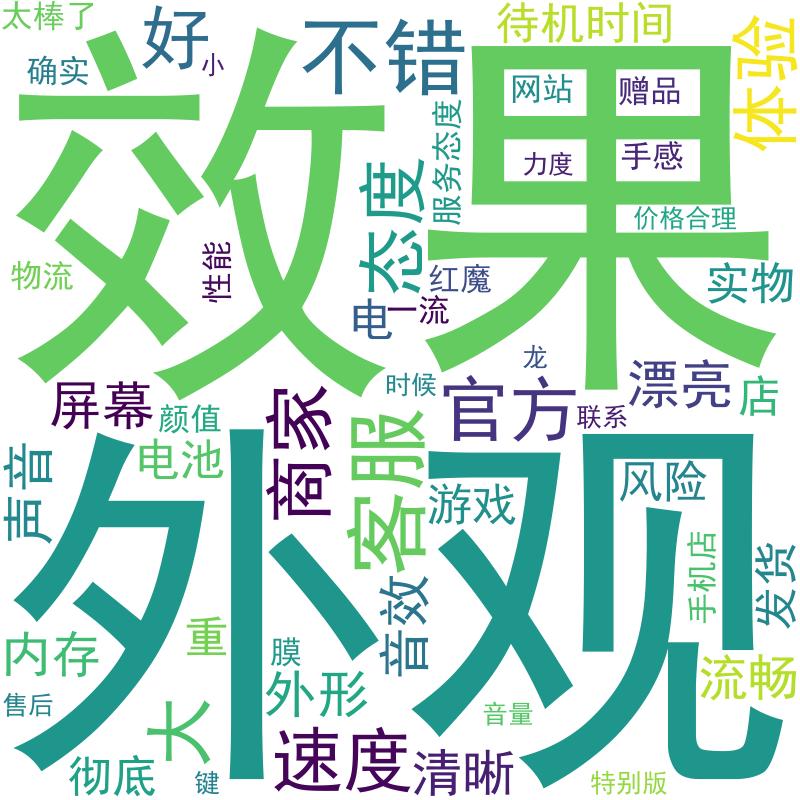 太棒了
好
不错
待机时间
体验
确实
小
效果
网站
赠品
力度
手感
服务态度
态度
价格合理
物流
性能
红魔
实物
电
一流
龙
时候
屏幕
颜值
商家
官方
联系
漂亮
店
外观
电池
声音
客服
游戏
风险
手机店
发货
音效
内存
重
膜
外形
流畅
售后
大
音量
彻底
键
速度
清晰
特别版